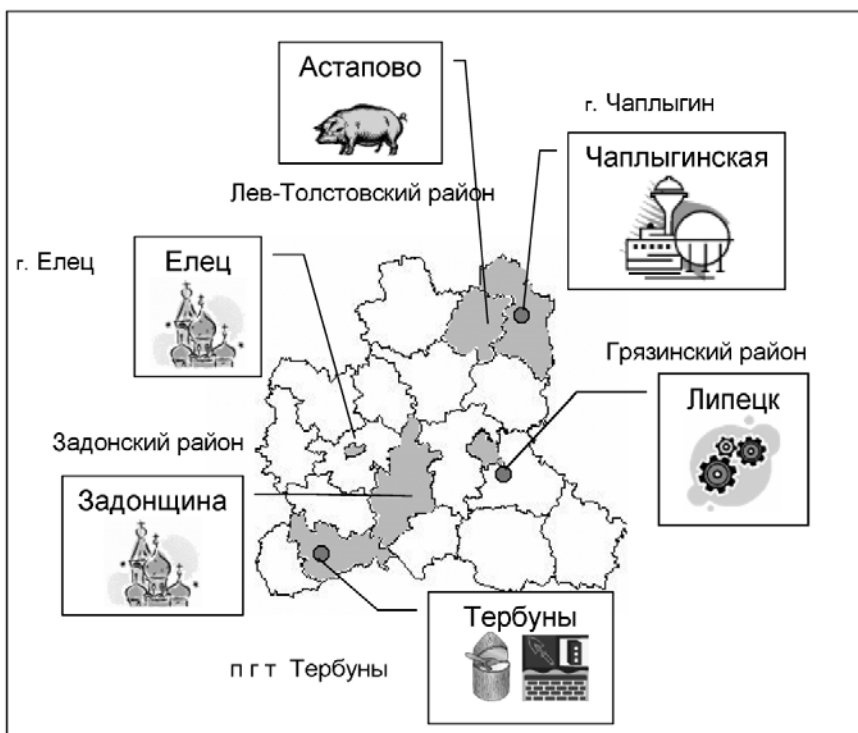 Астапово
г. Чаплыгин
Чаплыгинская
Лев-Толстовский район
г. Елец
Елец
Грязинский район
Липецк
Задонский район
Задонщина
Тербуны
п г т Тербуны